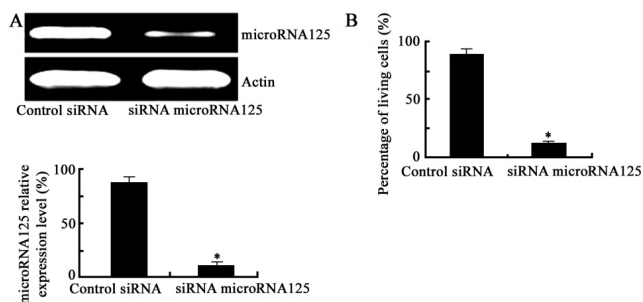 A
microRNA125
Actin
Control siRNA siRNA microRNA125
microRNA125 relative
expression level (%)
100
50
0
*
Control siRNA siRNA microRNA125
B
Percentage of living cells (%)
100
50
0
*
Control siRNA siRNA microRNA125